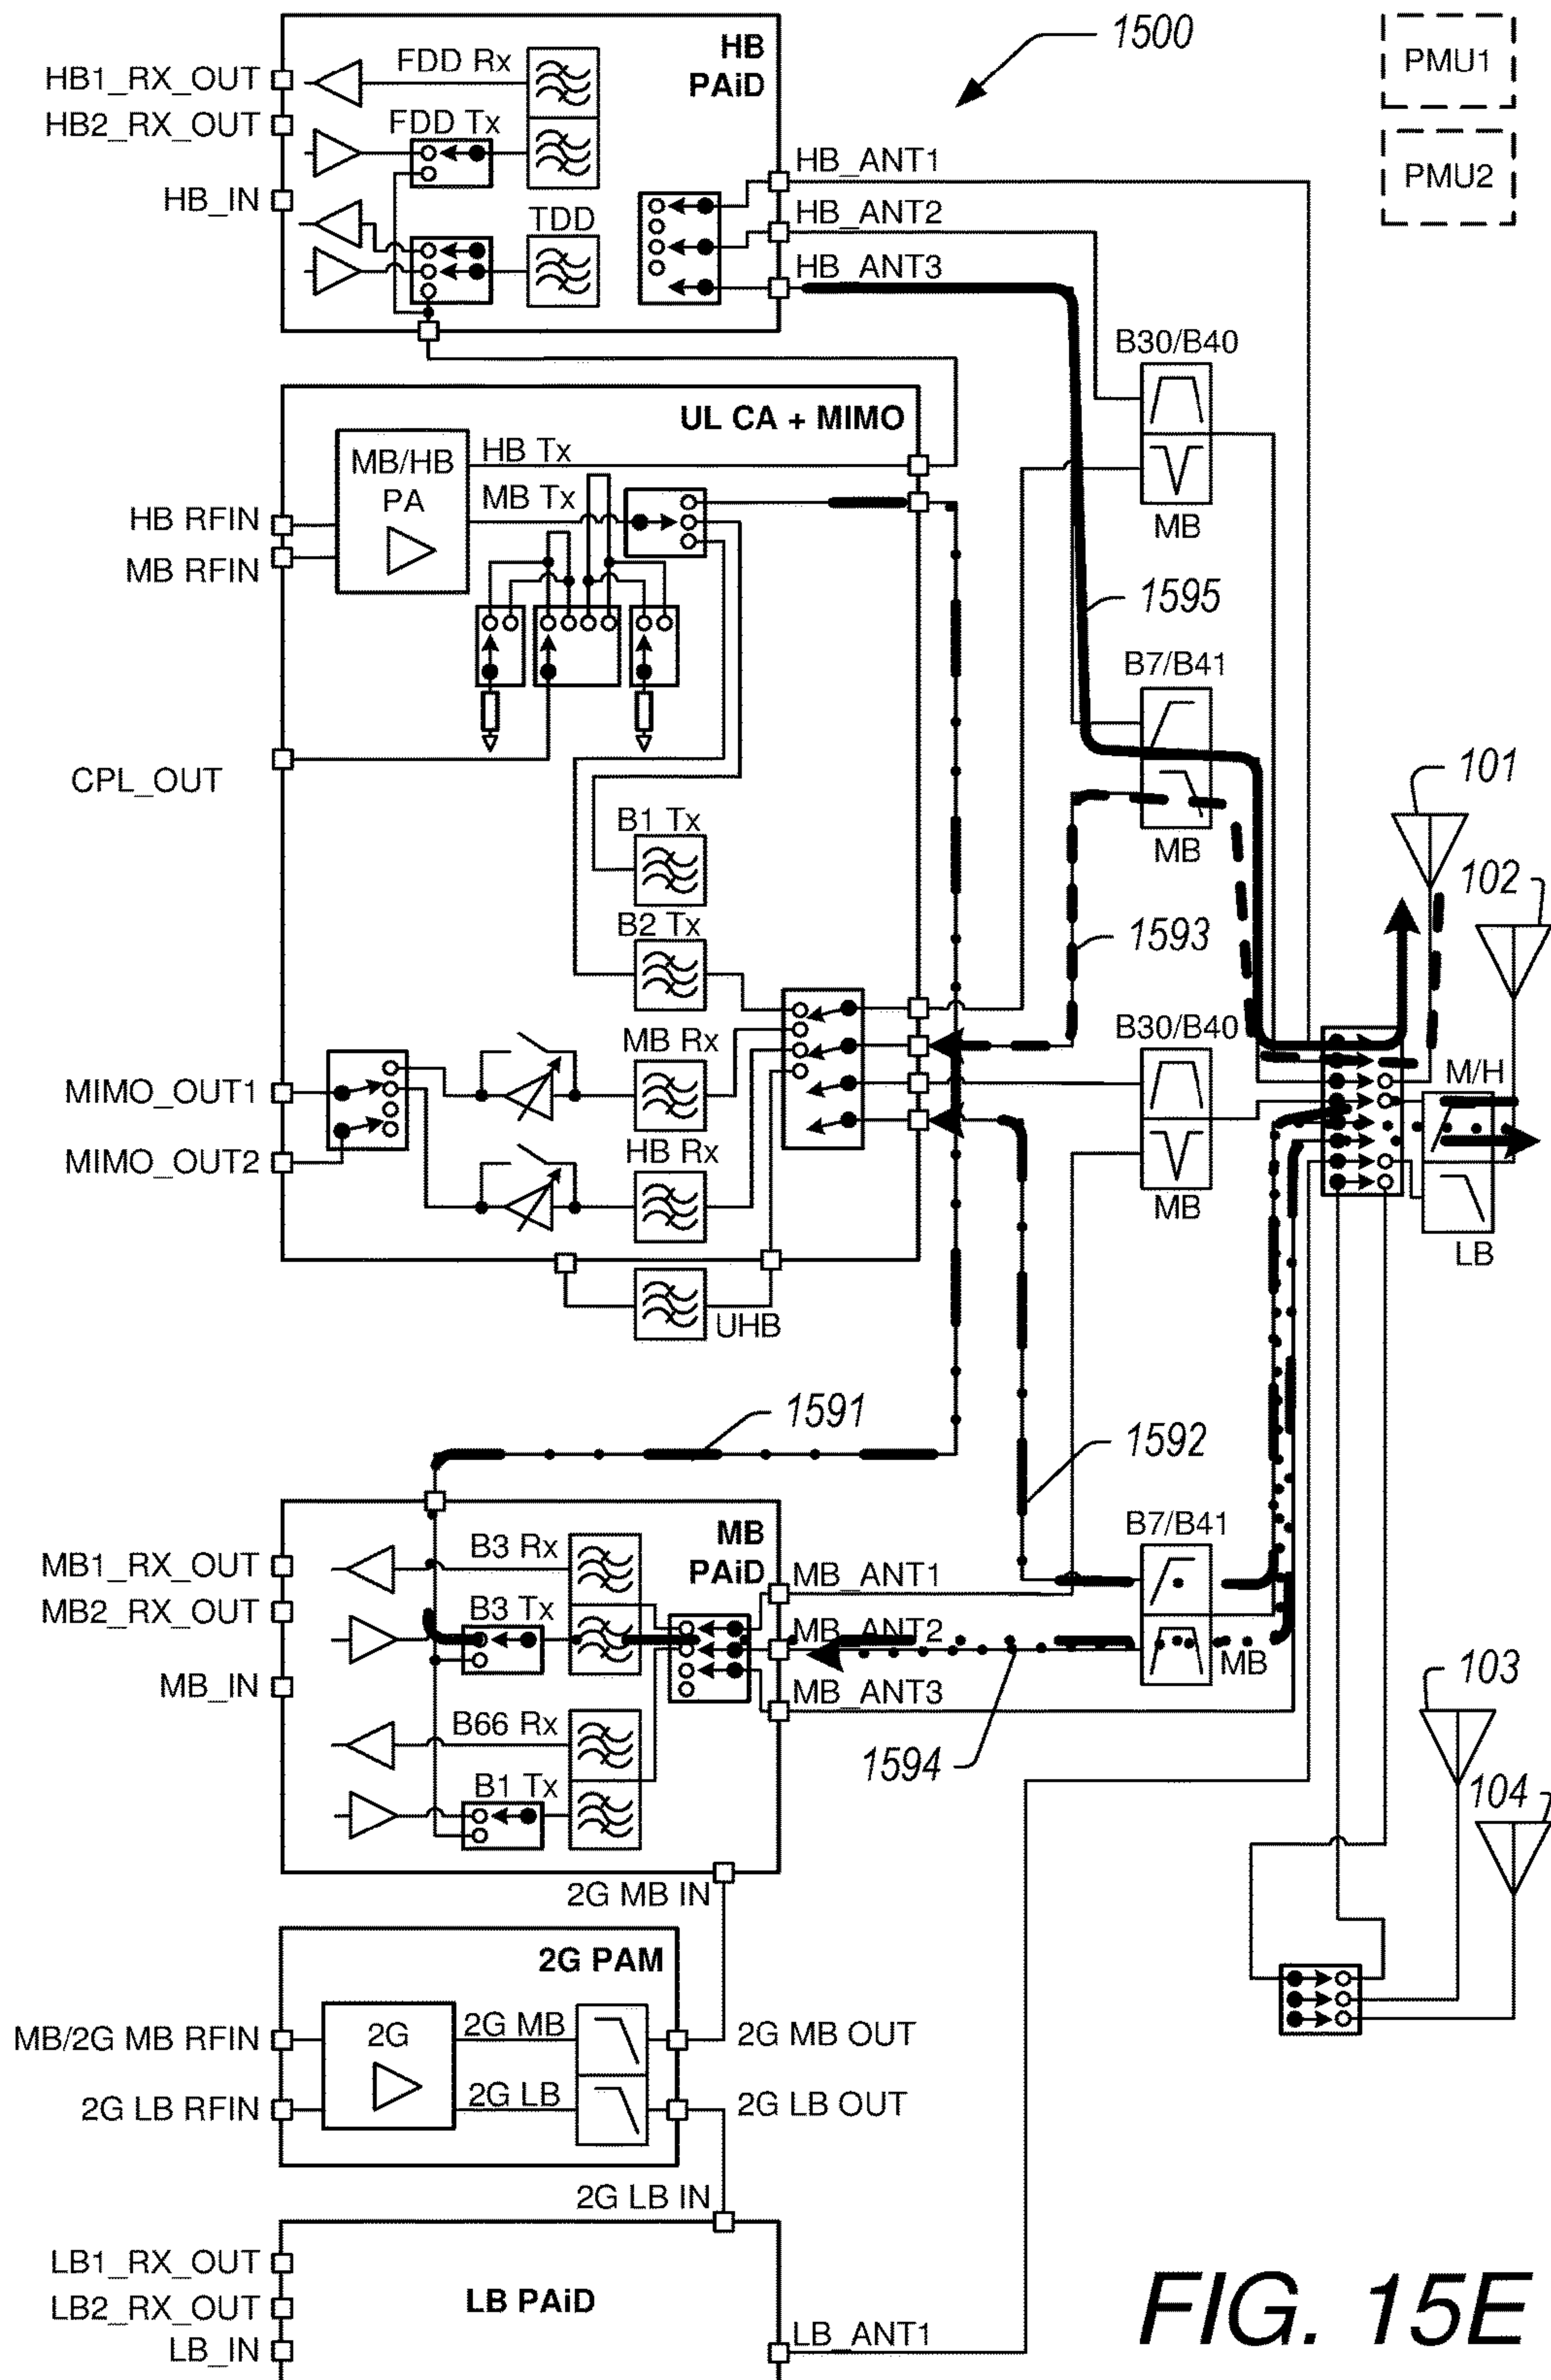 HB
PAiD
1500
PMU1
PMU2
HB1_RX_OUT
FDD Rx
HB2_RX_OUT
FDD Tx
HB_IN
TDD
HB_ANT1
HB_ANT2
HB_ANT3
B30/B40
MB
UL CA + MIMO
MB/HB
PA
HB Tx
MB Tx
HB RFIN
MB RFIN
1595
B7/B41
MB
CPL_OUT
101
102
B1 Tx
B2 Tx
1593
B30/B40
MB
MB Rx
MIMO_OUT1
MIMO_OUT2
HB Rx
M/H
LB
UHB
1591
1592
MB
PAiD
B7/B41
MB
MB1_RX_OUT
B3 Rx
MB2_RX_OUT
B3 Tx
MB_IN
MB_ANT1
MB_ANT2
MB_ANT3
B66 Rx
B1 Tx
1594
103
104
2G MB IN
2G PAM
MB/2G MB RFIN
2G
2G MB
2G MB OUT
2G LB RFIN
2G LB
2G LB OUT
2G LB IN
LB1_RX_OUT
LB2_RX_OUT
LB_IN
LB PAiD
LB_ANT1
FIG. 15E